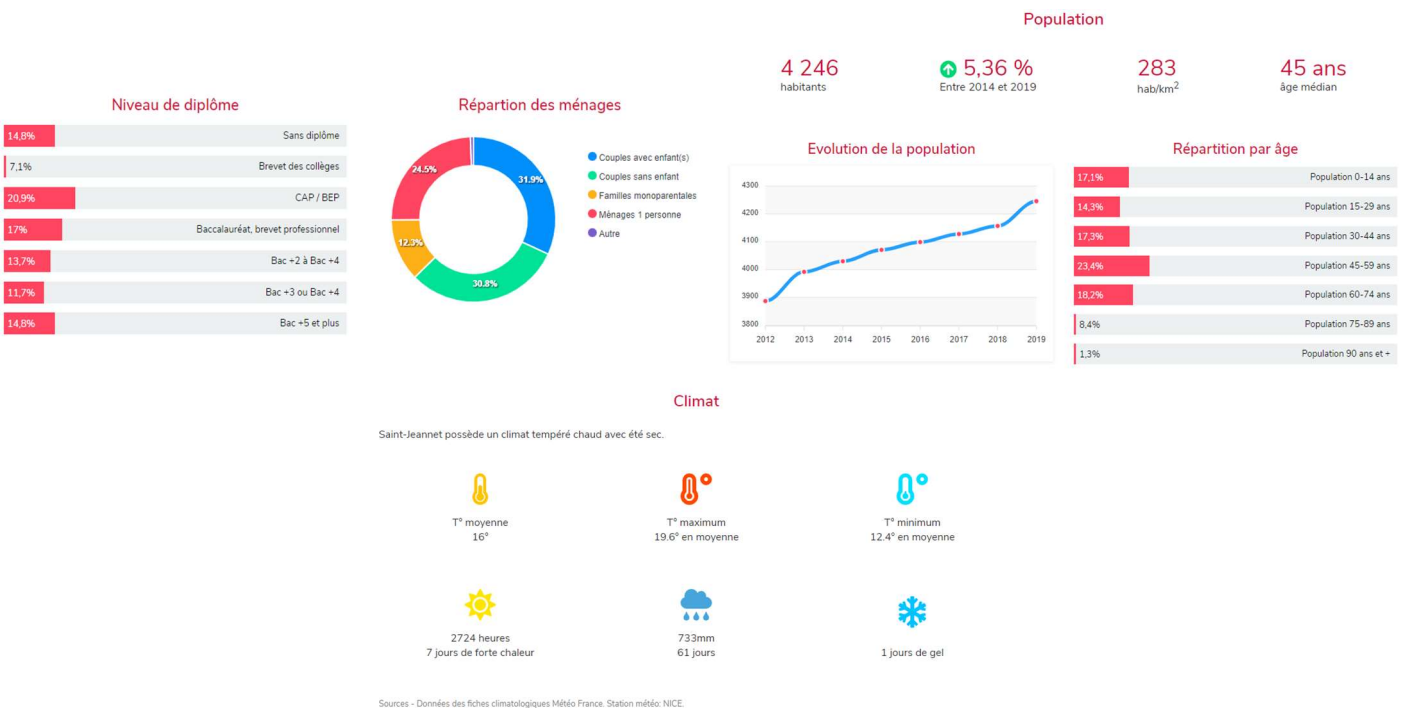 Population
4 246
habitants
5,36 %
Entre 2014 et 2019
283
hab/km2
45 ans
âge médian
Niveau de diplôme
14,8% Sans diplôme
7,1% Brevet des collèges
20,9% CAP / BEP
17% Baccalauréat, brevet professionnel
13,7% Bac +2 à Bac +4
11,7% Bac +3 ou Bac +4
14,8% Bac +5 et plus
Répartion des ménages
24.5%
31.9%
12.3%
30.8%
Couples avec enfant(s)
Couples sans enfant
Familles monoparentales
Ménages 1 personne
Autre
Evolution de la population
4300
4200
4100
4000
3900
3800
2012 2013 2014 2015 2016 2017 2018 2019
Répartition par âge
17,1% Population 0-14 ans
14,3% Population 15-29 ans
17,3% Population 30-44 ans
23,4% Population 45-59 ans
18,2% Population 60-74 ans
8,4% Population 75-89 ans
1,3% Population 90 ans et +
Climat
Saint-Jeannet possède un climat tempéré chaud avec été sec.
T° moyenne
16°
T° maximum
19.6° en moyenne
T° minimum
12.4° en moyenne
2724 heures
7 jours de forte chaleur
733mm
61 jours
1 jours de gel
Sources - Données des fiches climatologiques Météo France. Station météo: NICE.